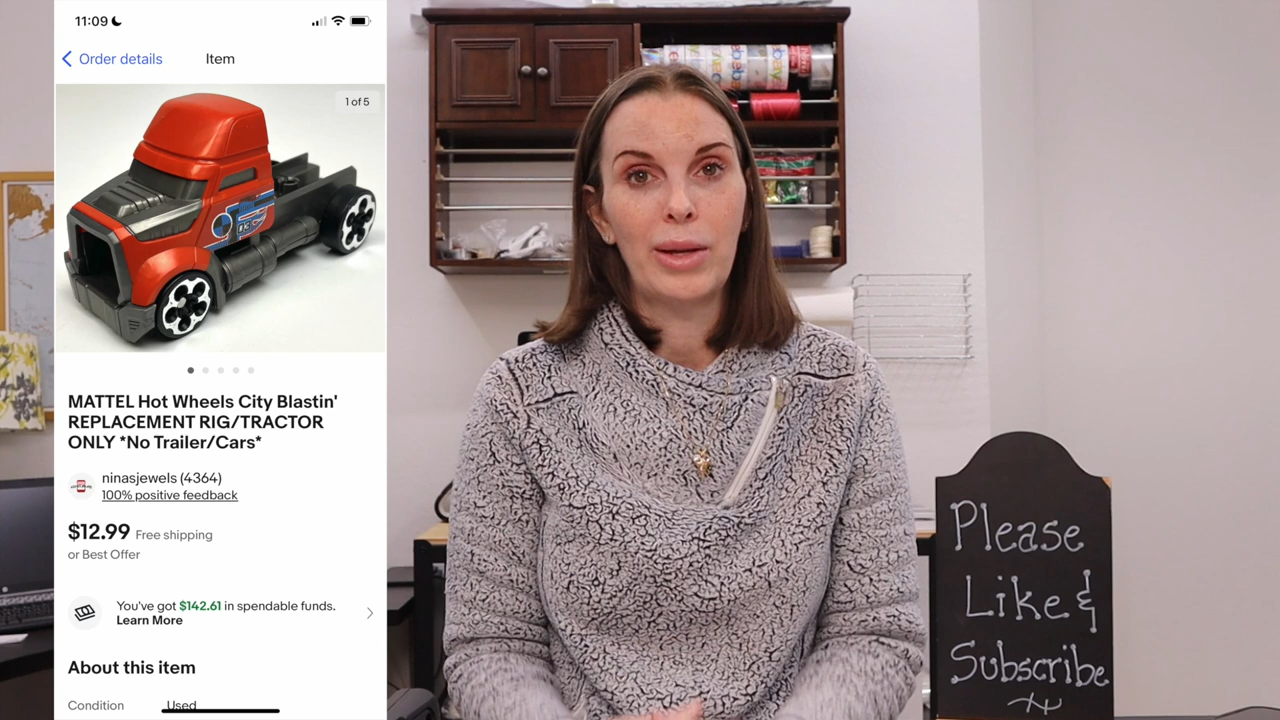 11:09
Order details
Item
1 of 5
03
MATTEL Hot Wheels City Blastin'
REPLACEMENT RIG/TRACTOR
ONLY *No Trailer/Cars*
ninasjewels (4364)
100% positive feedback
$12.99 Free shipping
or Best Offer
You've got $142.61 in spendable funds.
Learn More
About this item
Condition
Used
Please
Like &
Subscribe